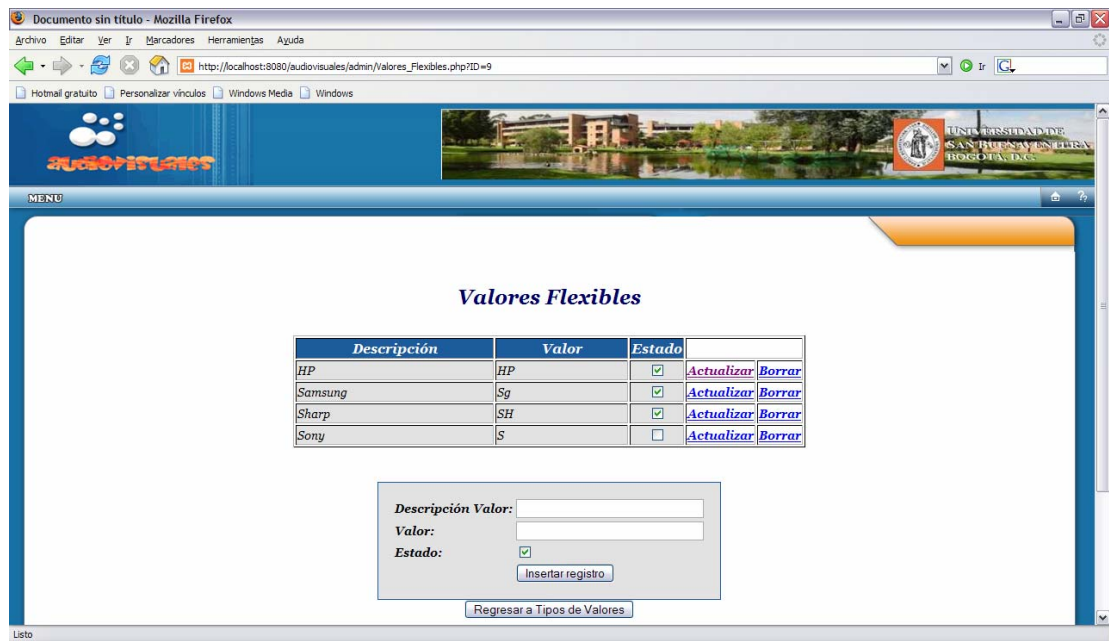 Documento sin título - Mozilla Firefox
Archivo Editar Ver Ir Marcadores Herramientas Ayuda
http://localhost:8080/audiovisuales/admin/Valores_Flexibles.php?ID=9
Ir
Hotmail gratuito Personalizar vínculos Windows Media Windows
audiovisuales
UNIVERSIDAD DE
SAN BUENAVENTURA
BOGOTÁ, D.C.
MENU
Valores Flexibles
Descripción Valor Estado
HP HP Actualizar Borrar
Samsung Sg Actualizar Borrar
Sharp SH Actualizar Borrar
Sony S Actualizar Borrar
Descripción Valor:
Valor:
Estado:
Insertar registro
Regresar a Tipos de Valores
Listo